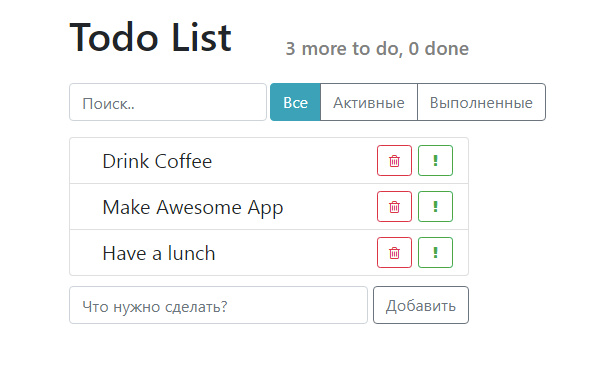 Todo List
3 more to do, 0 done
Поиск..
Все
Активные
Выполненные
Drink Coffee
!
Make Awesome App
!
Have a lunch
!
Что нужно сделать?
Добавить